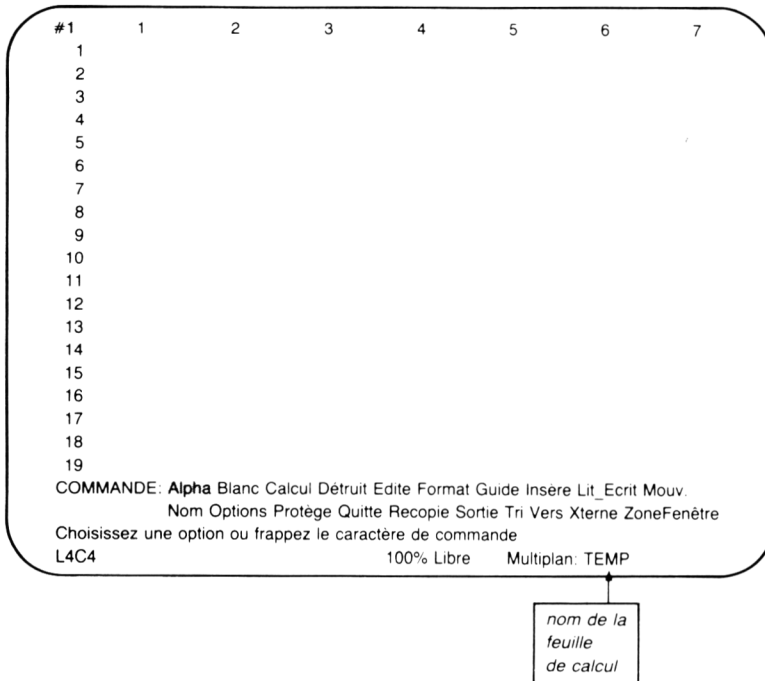 #1 1 2 3 4 5 6 7
1
2
3
4
5
6
7
8
9
10
11
12
13
14
15
16
17
18
19
COMMANDE: Alpha Blanc Calcul Détruit Edite Format Guide Insère Lit_Ecrit Mouv.
Nom Options Protège Quitte Recopie Sortie Tri Vers Xterne ZoneFenêtre
Choisissez une option ou frappez le caractère de commande
L4C4 100% Libre Multiplan: TEMP
nom de la
feuille
de calcul